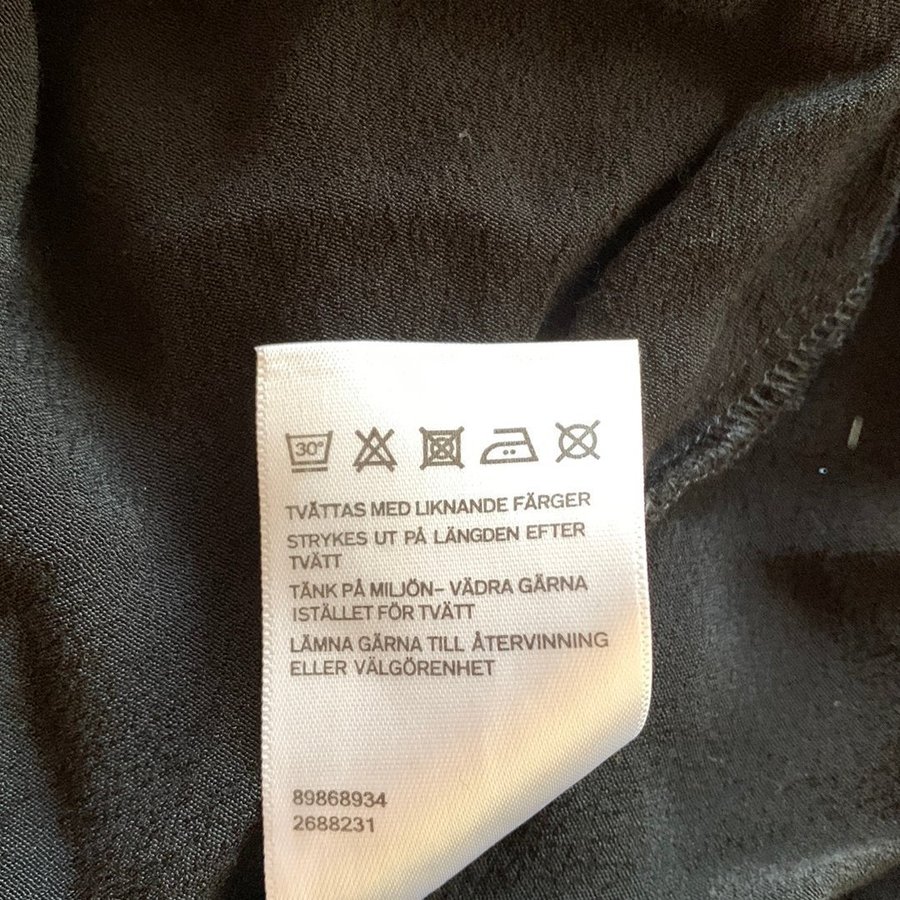 30°
TVÄTTAS MED LIKNANDE FÄRGER
STRYKES UT PÅ LÄNGDEN EFTER
TVÄTT
TÄNK PÅ MILJÖN– VÄDRA GÄRNA
ISTÄLLET FÖR TVÄTT
LÄMNA GÄRNA TILL ÅTERVINNING
ELLER VÄLGÖRENHET
89868934
2688231